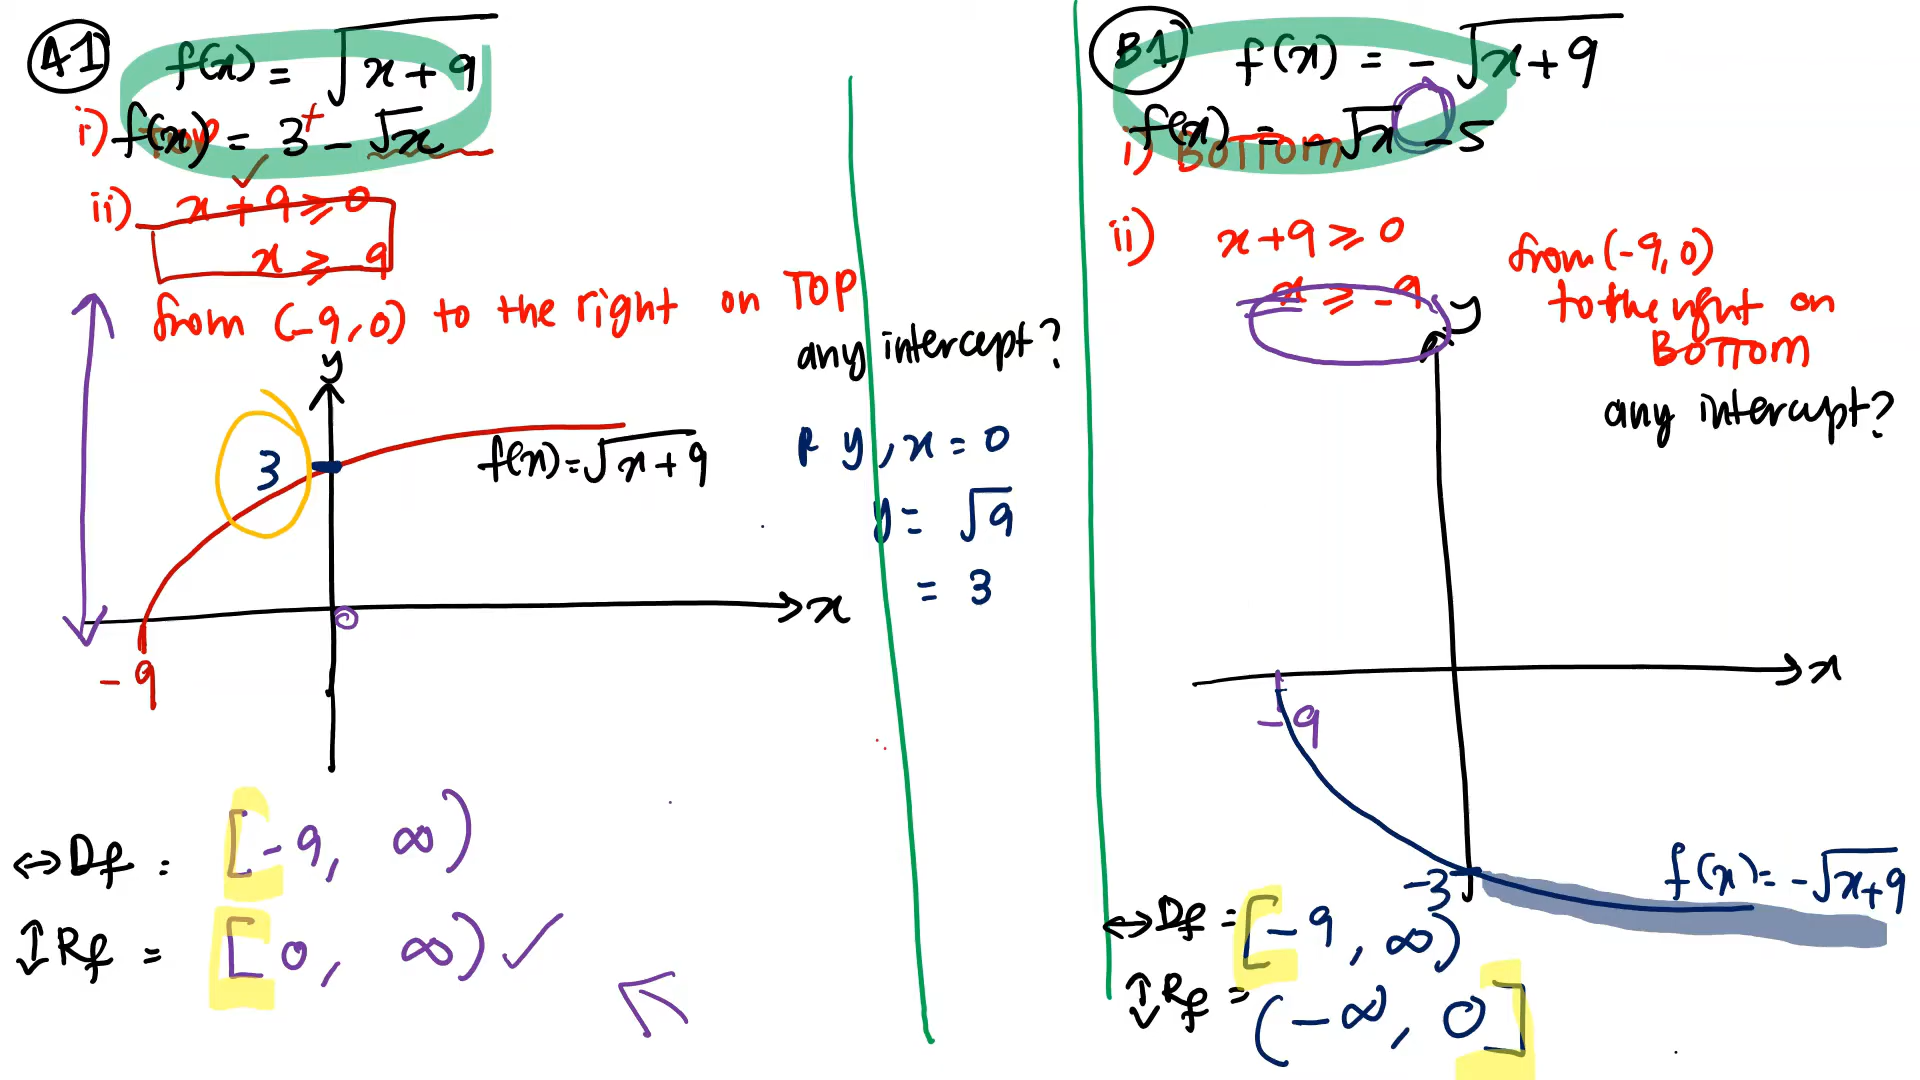 A1
f(x) = √x + 9
f(x) = 3 - √x
i) TOP
+
ii) x + 9 ≥ 0
x ≥ 9
from (-9, 0) to the right on TOP
any intercept?
y
3
f(x) = √x + 9
y, x = 0
y = √9
= 3
x
0
-9
↔ Df = [-9, ∞)
↕ Rf = [0, ∞) ✓
B1
f(x) = -√x + 9
f(x) = -√x - 5
i) BOTTOM
ii) x + 9 ≥ 0
x ≥ -9
from (-9, 0)
to the right on
BOTTOM
any intercept?
y
x
-9
-3
f(x) = -√x+9
↔ Df = [-9, ∞)
↕ Rf = (-∞, 0]